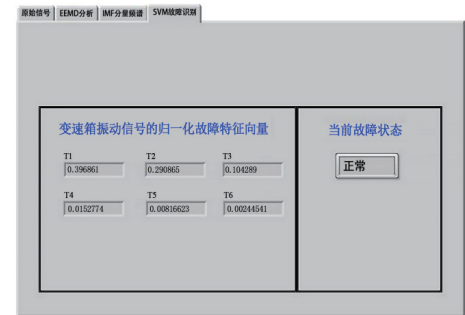 原始信号 EEMD分析 IMF分量频谱 SVM故障识别
变速箱振动信号的归一化故障特征向量
当前故障状态
T1 T2 T3
0.396861 0.290865 0.104289
正常
T4 T5 T6
0.0152774 0.00816623 0.00244541